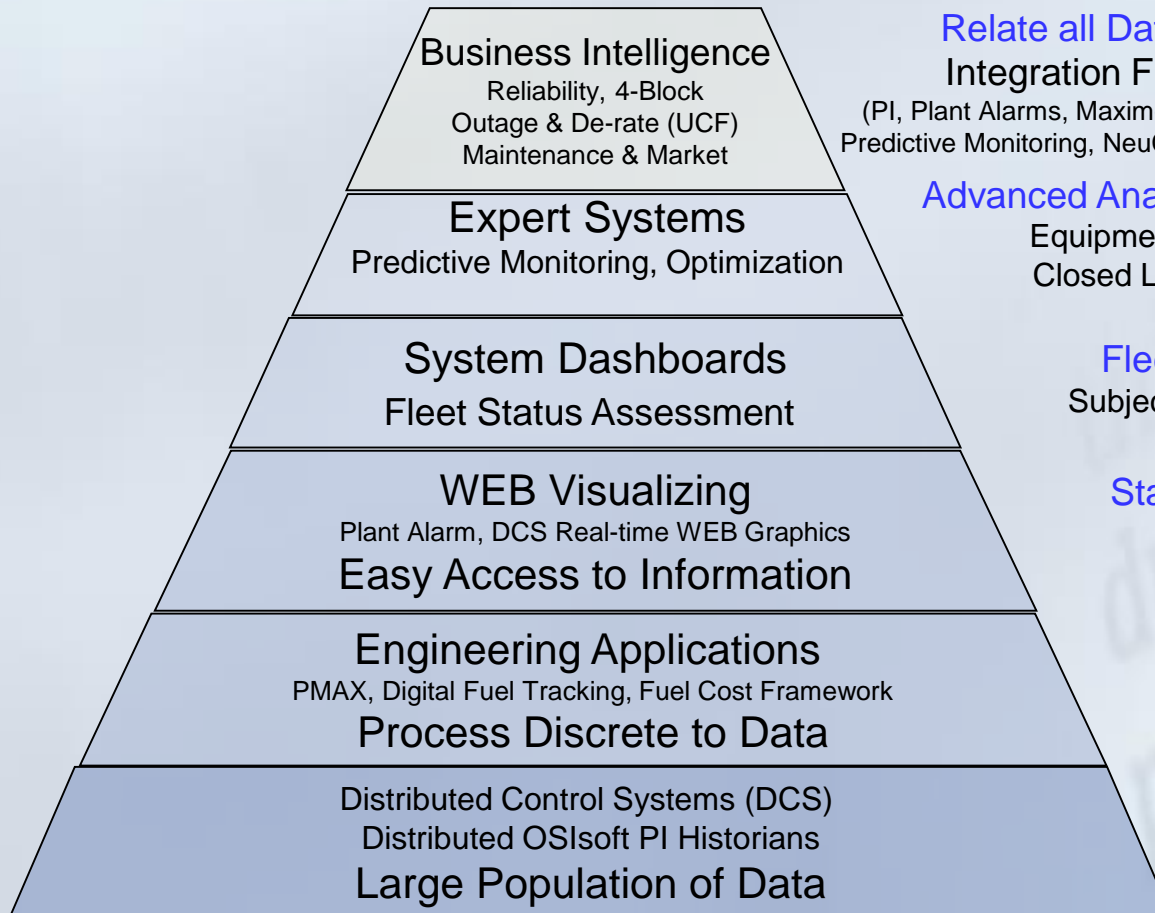 Business Intelligence
Reliability, 4-Block
Outage & De-rate (UCF)
Maintenance & Market
Relate all
Integration
(PI, Plant Alarms,
Predictive Monitoring,
Expert Systems
Predictive Monitoring, Optimization
Advanced
Closed
System Dashboards
Fleet Status Assessment
WEB Visualizing
Plant Alarm, DCS Real-time WEB Graphics
Easy Access to Information
Engineering Applications
PMAX, Digital Fuel Tracking, Fuel Cost Framework
Process Discrete to Data
Distributed Control Systems (DCS)
Distributed OSIsoft PI Historians
Large Population of Data